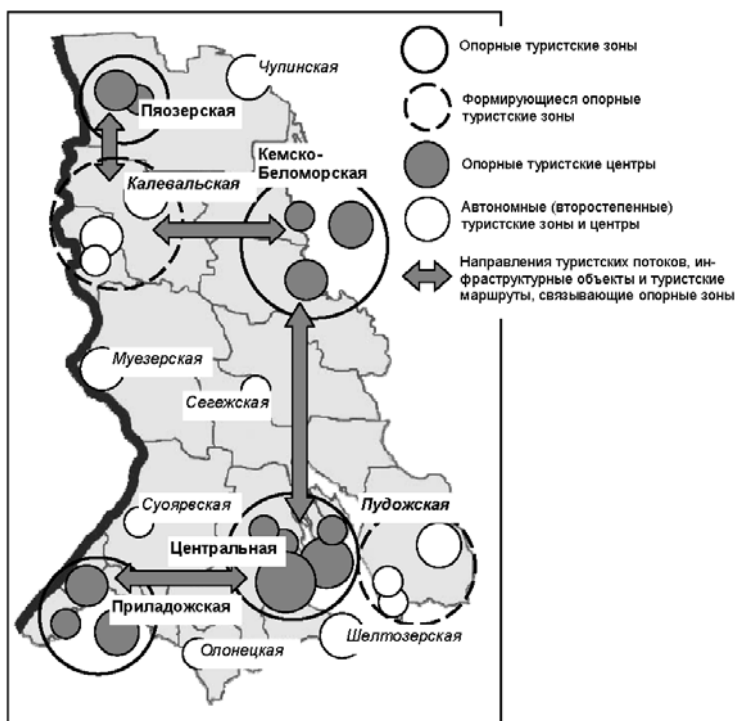 Чупинская
Пяозерская
Кемско-
Беломорская
Калевальская
Муезерская
Сегежская
Суоярвская
Пудожская
Центральная
Приладожская
Шелтозерская
Олонецкая
Опорные туристские зоны
Формирующиеся опорные
туристские зоны
Опорные туристские центры
Автономные (второстепенные)
туристские зоны и центры
Направления туристских потоков, ин-
фраструктурные объекты и туристские
маршруты, связывающие опорные зоны